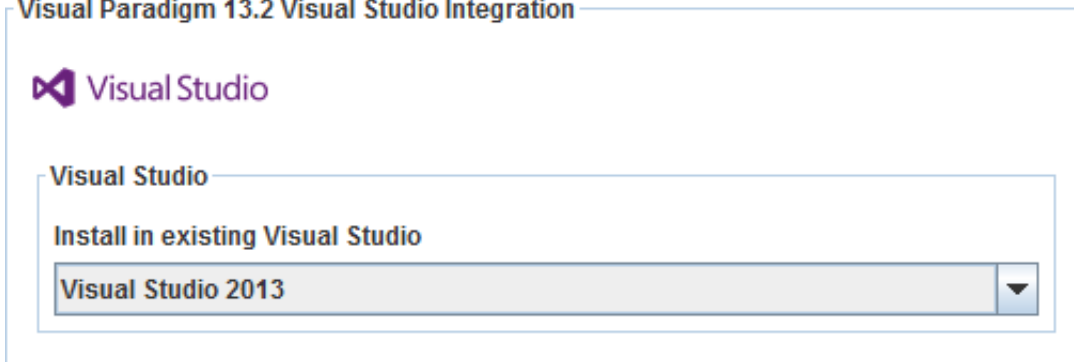 Visual Paradigm 13.2 Visual Studio Integration
Visual Studio
Visual Studio
Install in existing Visual Studio
Visual Studio 2013